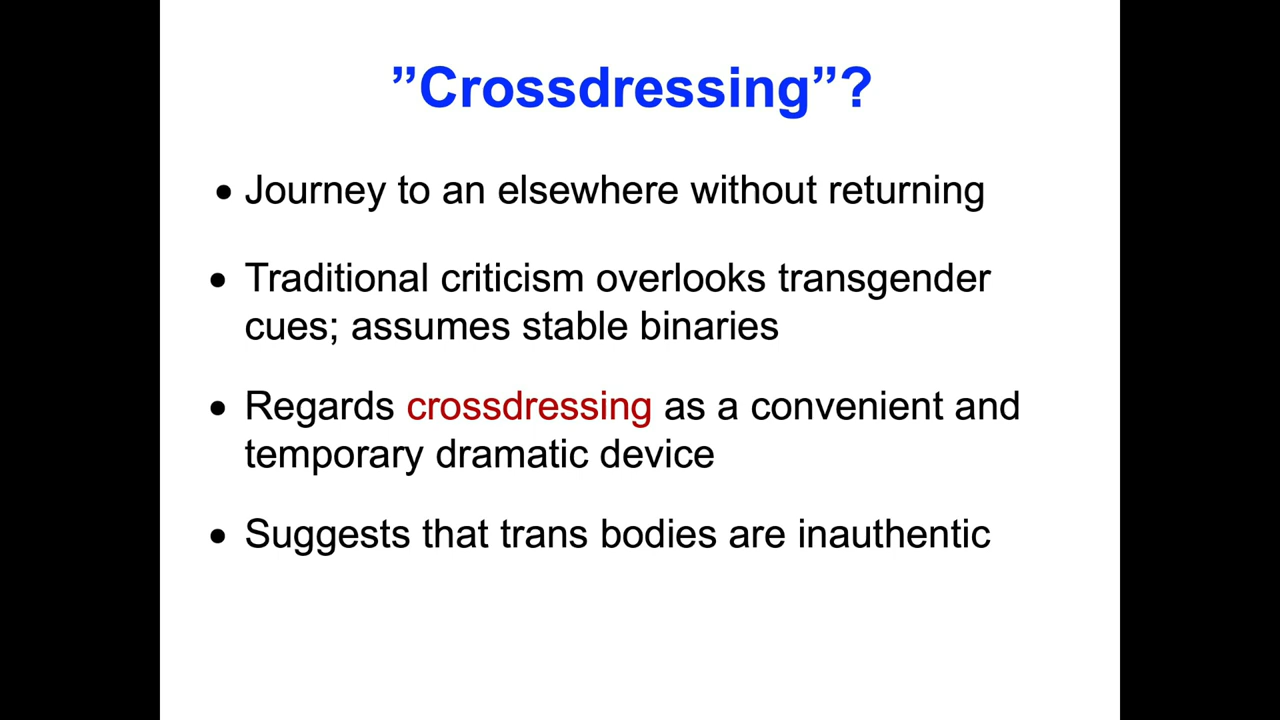 ”Crossdressing”?
• Journey to an elsewhere without returning
• Traditional criticism overlooks transgender
cues; assumes stable binaries
• Regards crossdressing as a convenient and
temporary dramatic device
• Suggests that trans bodies are inauthentic